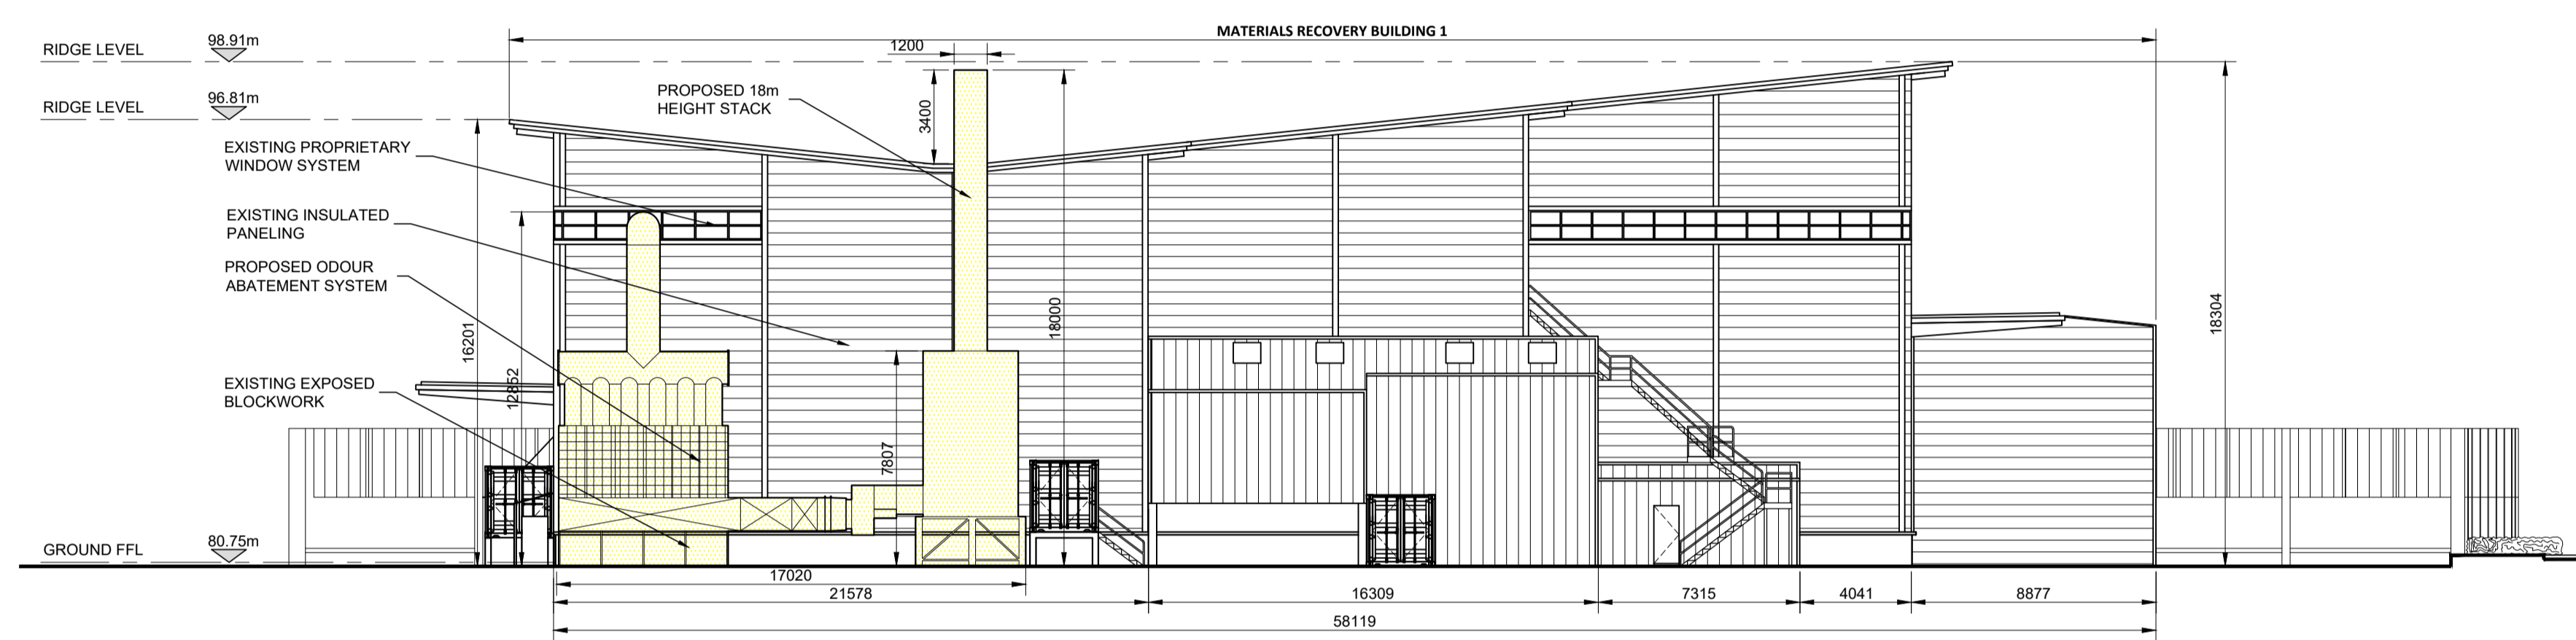 MATERIALS RECOVERY BUILDING 1
RIDGE LEVEL 98.91m
1200
RIDGE LEVEL 96.81m
PROPOSED 18m
HEIGHT STACK
3400
EXISTING PROPRIETARY
WINDOW SYSTEM
EXISTING INSULATED
PANELING
PROPOSED ODOUR
ABATEMENT SYSTEM
EXISTING EXPOSED
BLOCKWORK
16201
12852
7807
18000
18304
GROUND FFL 80.75m
17020
21578
16309
7315
4041
8877
58119